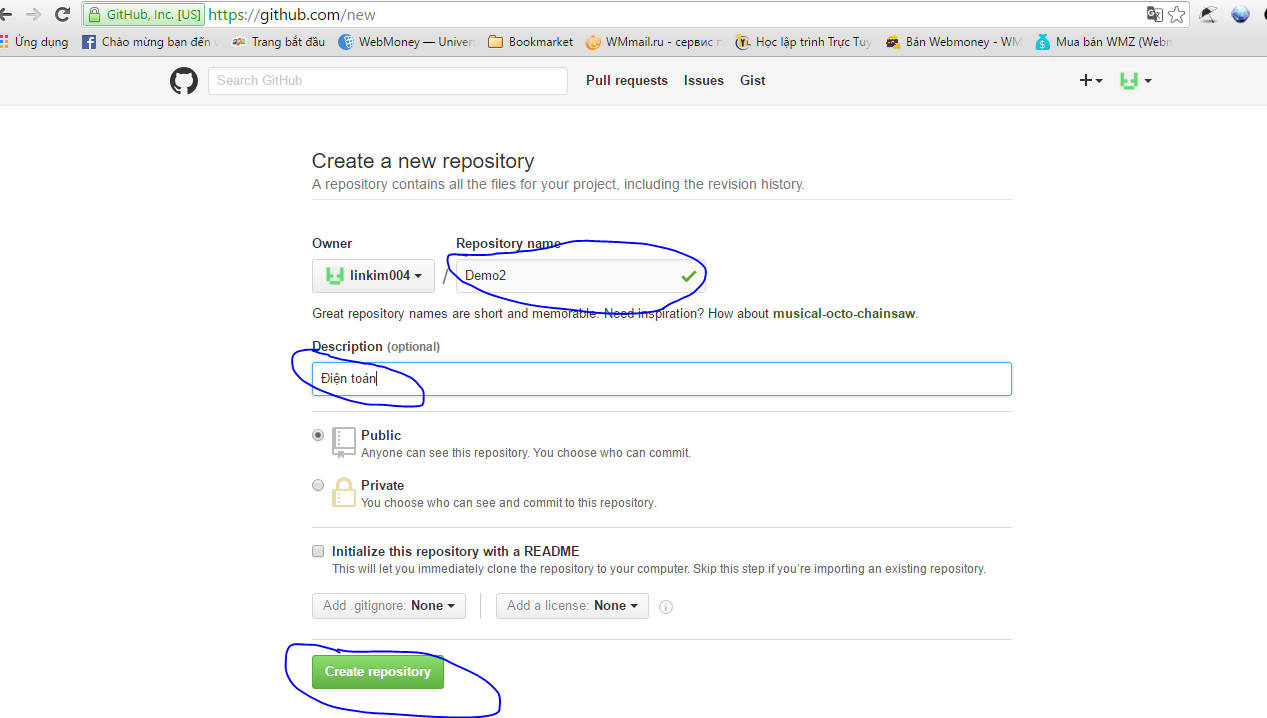 GitHub, Inc. [US] https://github.com/new
Ứng dụng Chào mừng bạn đến Trang bắt đầu WebMoney — Univer Bookmarket WMmail.ru - сервис Học lập trình Trực Tuy Bán Webmoney - WM Mua bán WMZ (Webm
Search GitHub Pull requests Issues Gist
Create a new repository
A repository contains all the files for your project, including the revision history.
Owner Repository name
linkim004 / Demo2
Great repository names are short and memorable. Need inspiration? How about musical-octo-chainsaw.
Description (optional)
Điện toán
Public
Anyone can see this repository. You choose who can commit.
Private
You choose who can see and commit to this repository.
Initialize this repository with a README
This will let you immediately clone the repository to your computer. Skip this step if you’re importing an existing repository.
Add .gitignore: None Add a license: None
Create repository